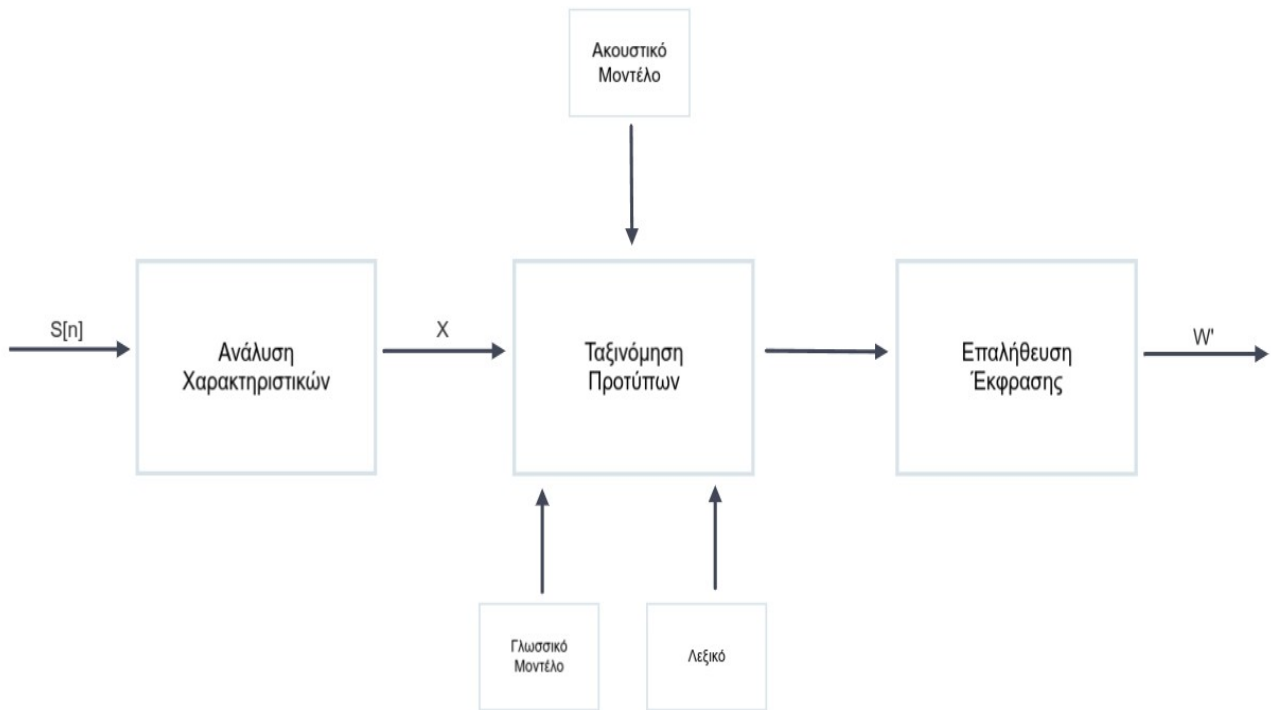 Ακουστικό
Μοντέλο
S[n]
Ανάλυση
Χαρακτηριστικών
X
Ταξινόμηση
Προτύπων
Επαλήθευση
Έκφρασης
W'
Γλωσσικό
Μοντέλο
Λεξικό